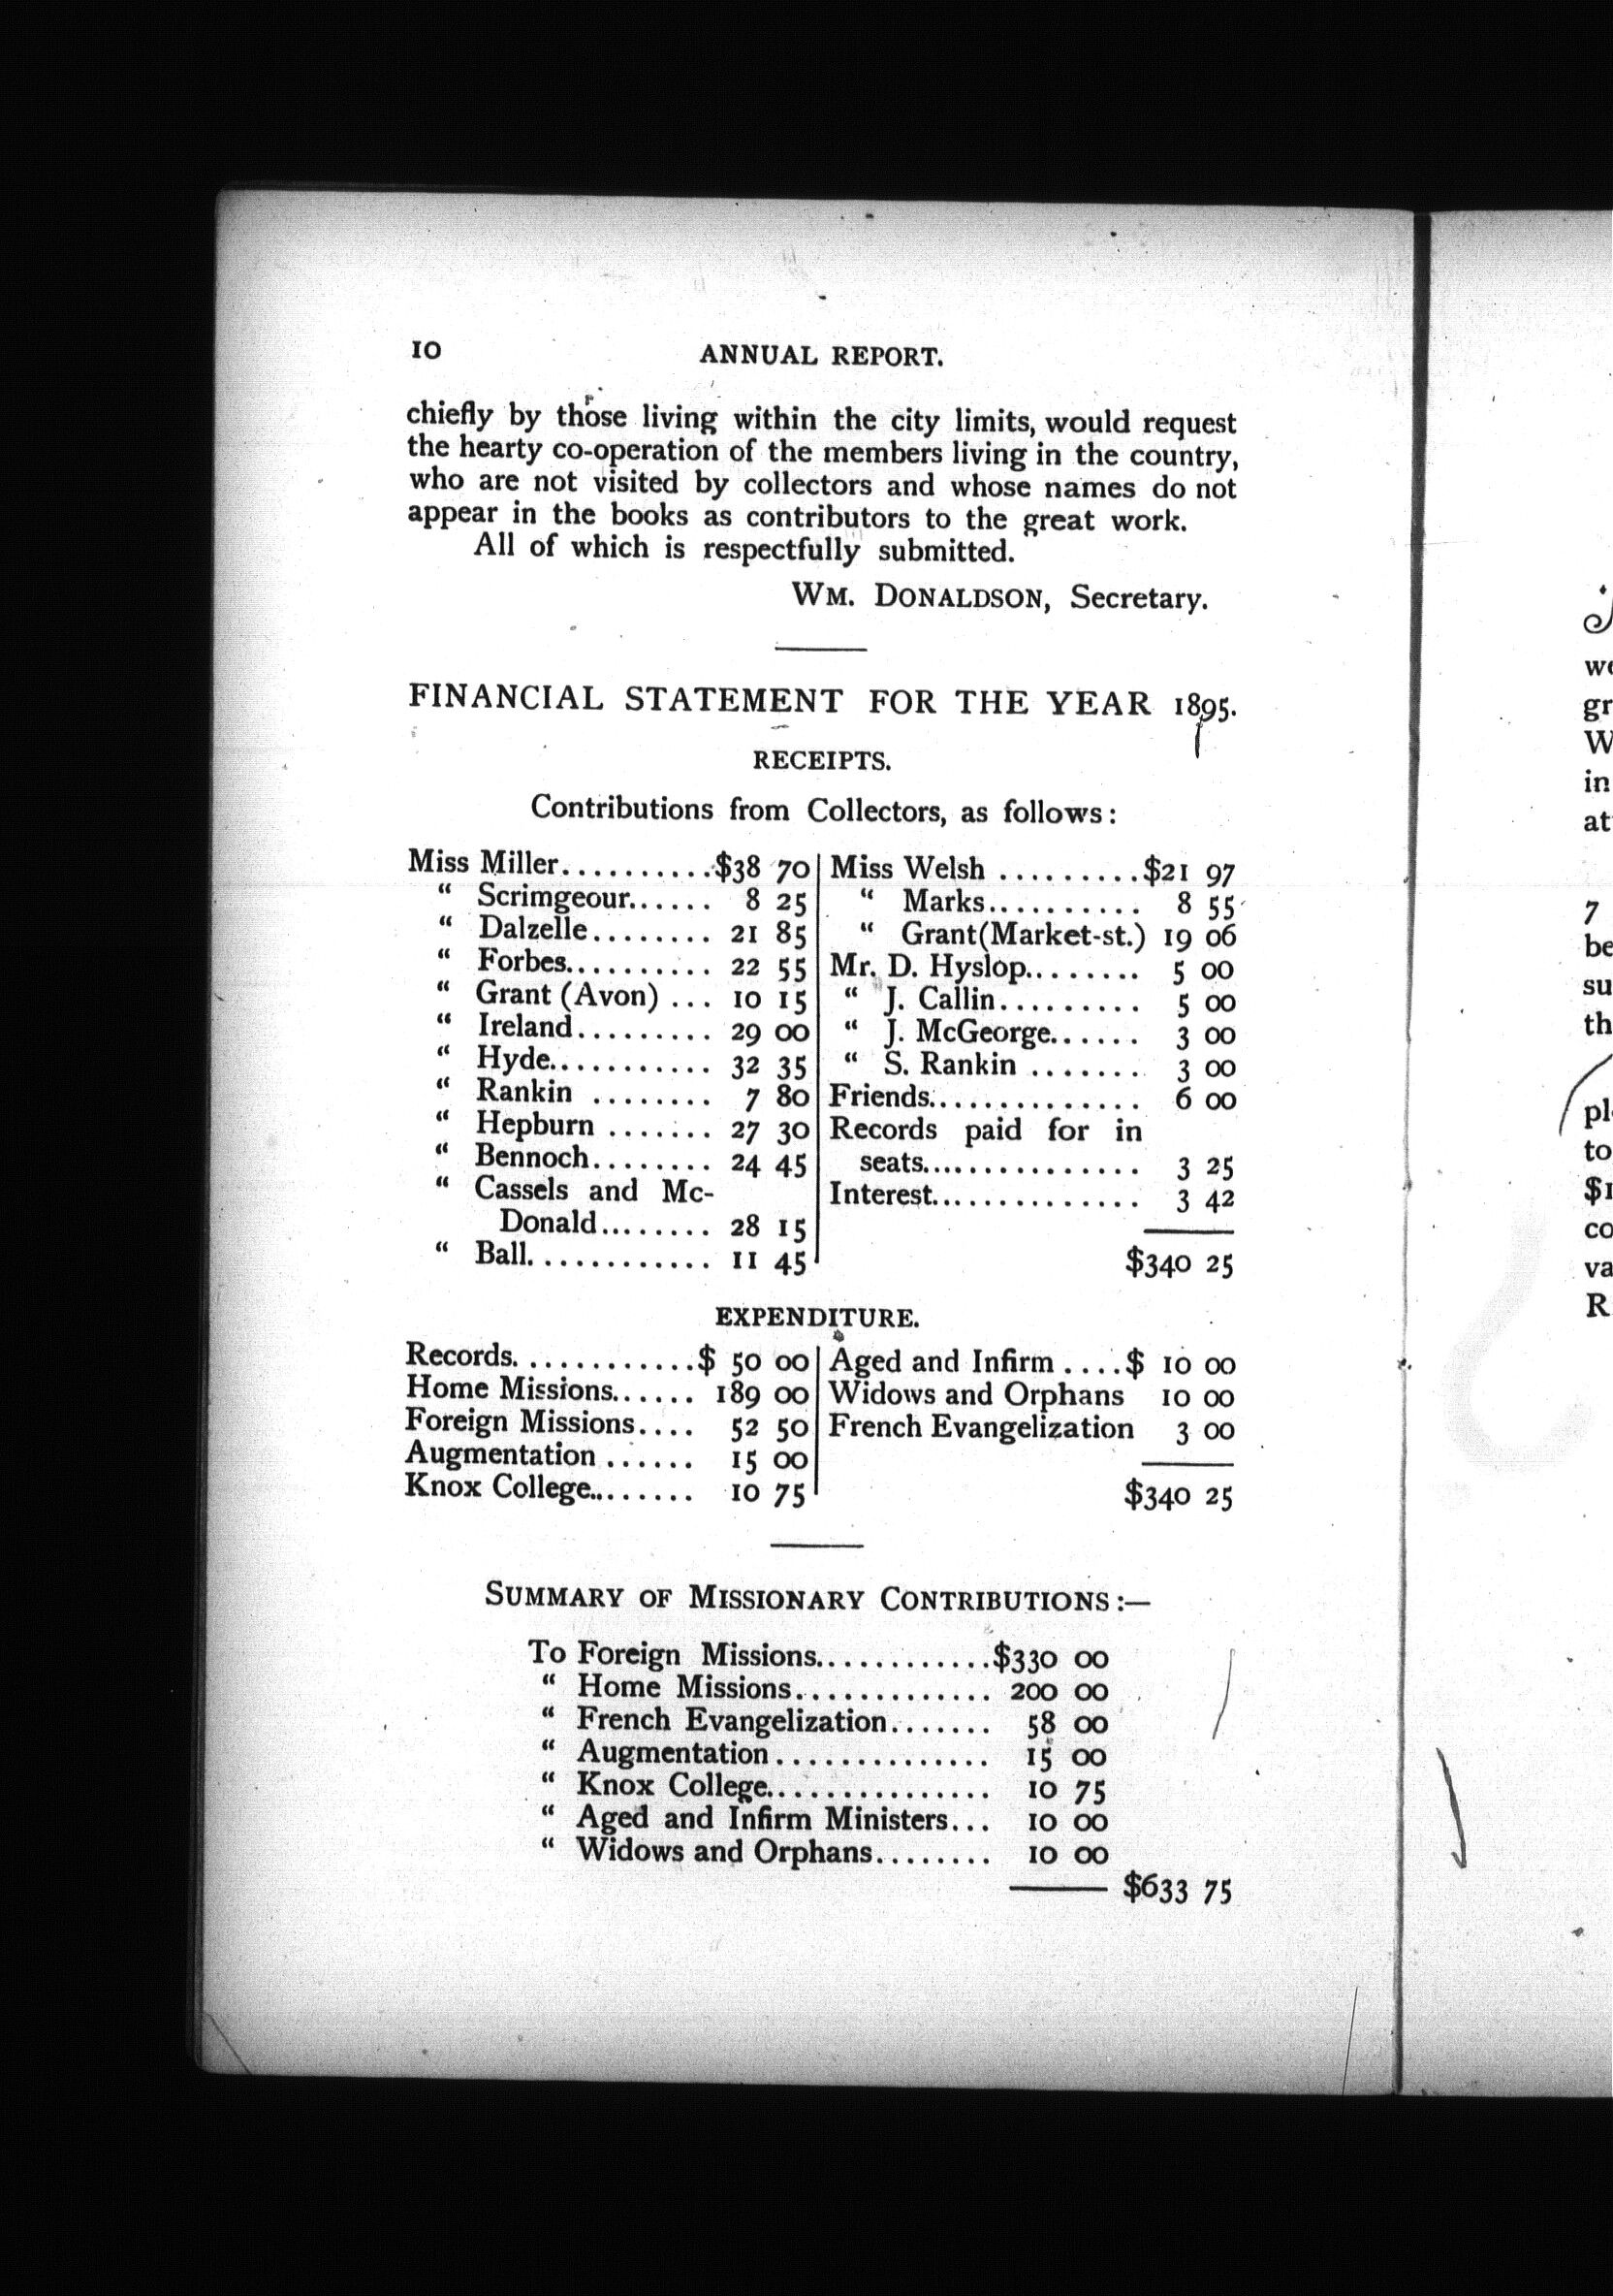 10 ANNUAL REPORT.
chiefly by those living within the city limits, would request
the hearty co-operation of the members living in the country,
who are not visited by collectors and whose names do not
appear in the books as contributors to the great work.
All of which is respectfully submitted.
WM. DONALDSON, Secretary.
FINANCIAL STATEMENT FOR THE YEAR 1895.
RECEIPTS.
Contributions from Collectors, as follows:
Miss Miller..........$38 70
“ Scrimgeour...... 8 25
“ Dalzelle........ 21 85
“ Forbes.......... 22 55
“ Grant (Avon) ... 10 15
“ Ireland......... 29 00
“ Hyde........... 32 35
“ Rankin ........ 7 80
“ Hepburn ....... 27 30
“ Bennoch........ 24 45
“ Cassels and Mc-
Donald........ 28 15
“ Ball............ 11 45
Miss Welsh .........$21 97
“ Marks.......... 8 55
“ Grant(Market-st.) 19 06
Mr. D. Hyslop........ 5 00
“ J. Callin......... 5 00
“ J. McGeorge...... 3 00
“ S. Rankin ....... 3 00
Friends.............. 6 00
Records paid for in
seats............... 3 25
Interest.............. 3 42
$340 25
EXPENDITURE.
Records............$ 50 00
Home Missions...... 189 00
Foreign Missions.... 52 50
Augmentation ...... 15 00
Knox College........ 10 75
Aged and Infirm ....$ 10 00
Widows and Orphans 10 00
French Evangelization 3 00
$340 25
SUMMARY OF MISSIONARY CONTRIBUTIONS:—
To Foreign Missions............$330 00
“ Home Missions............. 200 00
“ French Evangelization....... 58 00
“ Augmentation.............. 15 00
“ Knox College............... 10 75
“ Aged and Infirm Ministers... 10 00
“ Widows and Orphans........ 10 00
$633 75
gr
W
in
at
7
be
su
th
to
co
va
R